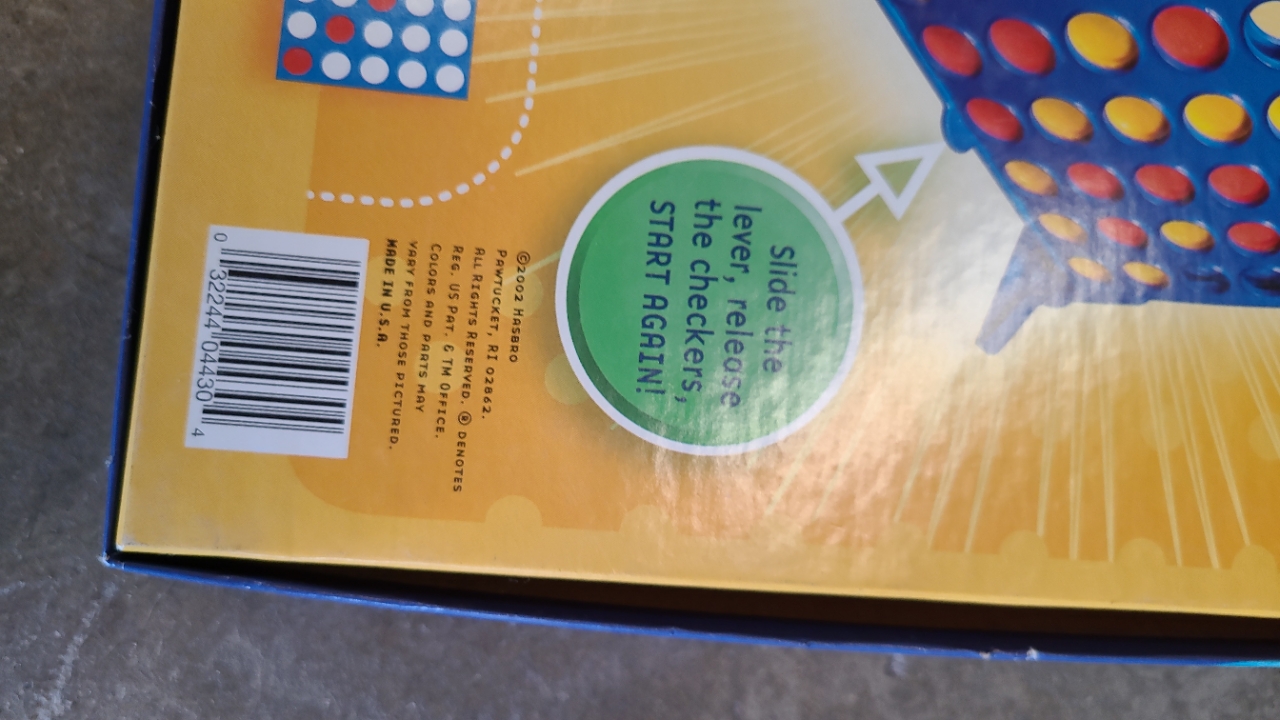 Slide the
lever, release
the checkers,
START AGAIN!
©2002 HASBRO
PAWTUCKET, RI 02862.
ALL RIGHTS RESERVED. ® DENOTES
REG. US PAT. & TM OFFICE.
COLORS AND PARTS MAY
VARY FROM THOSE PICTURED.
MADE IN U.S.A.
0 32244 04430 4